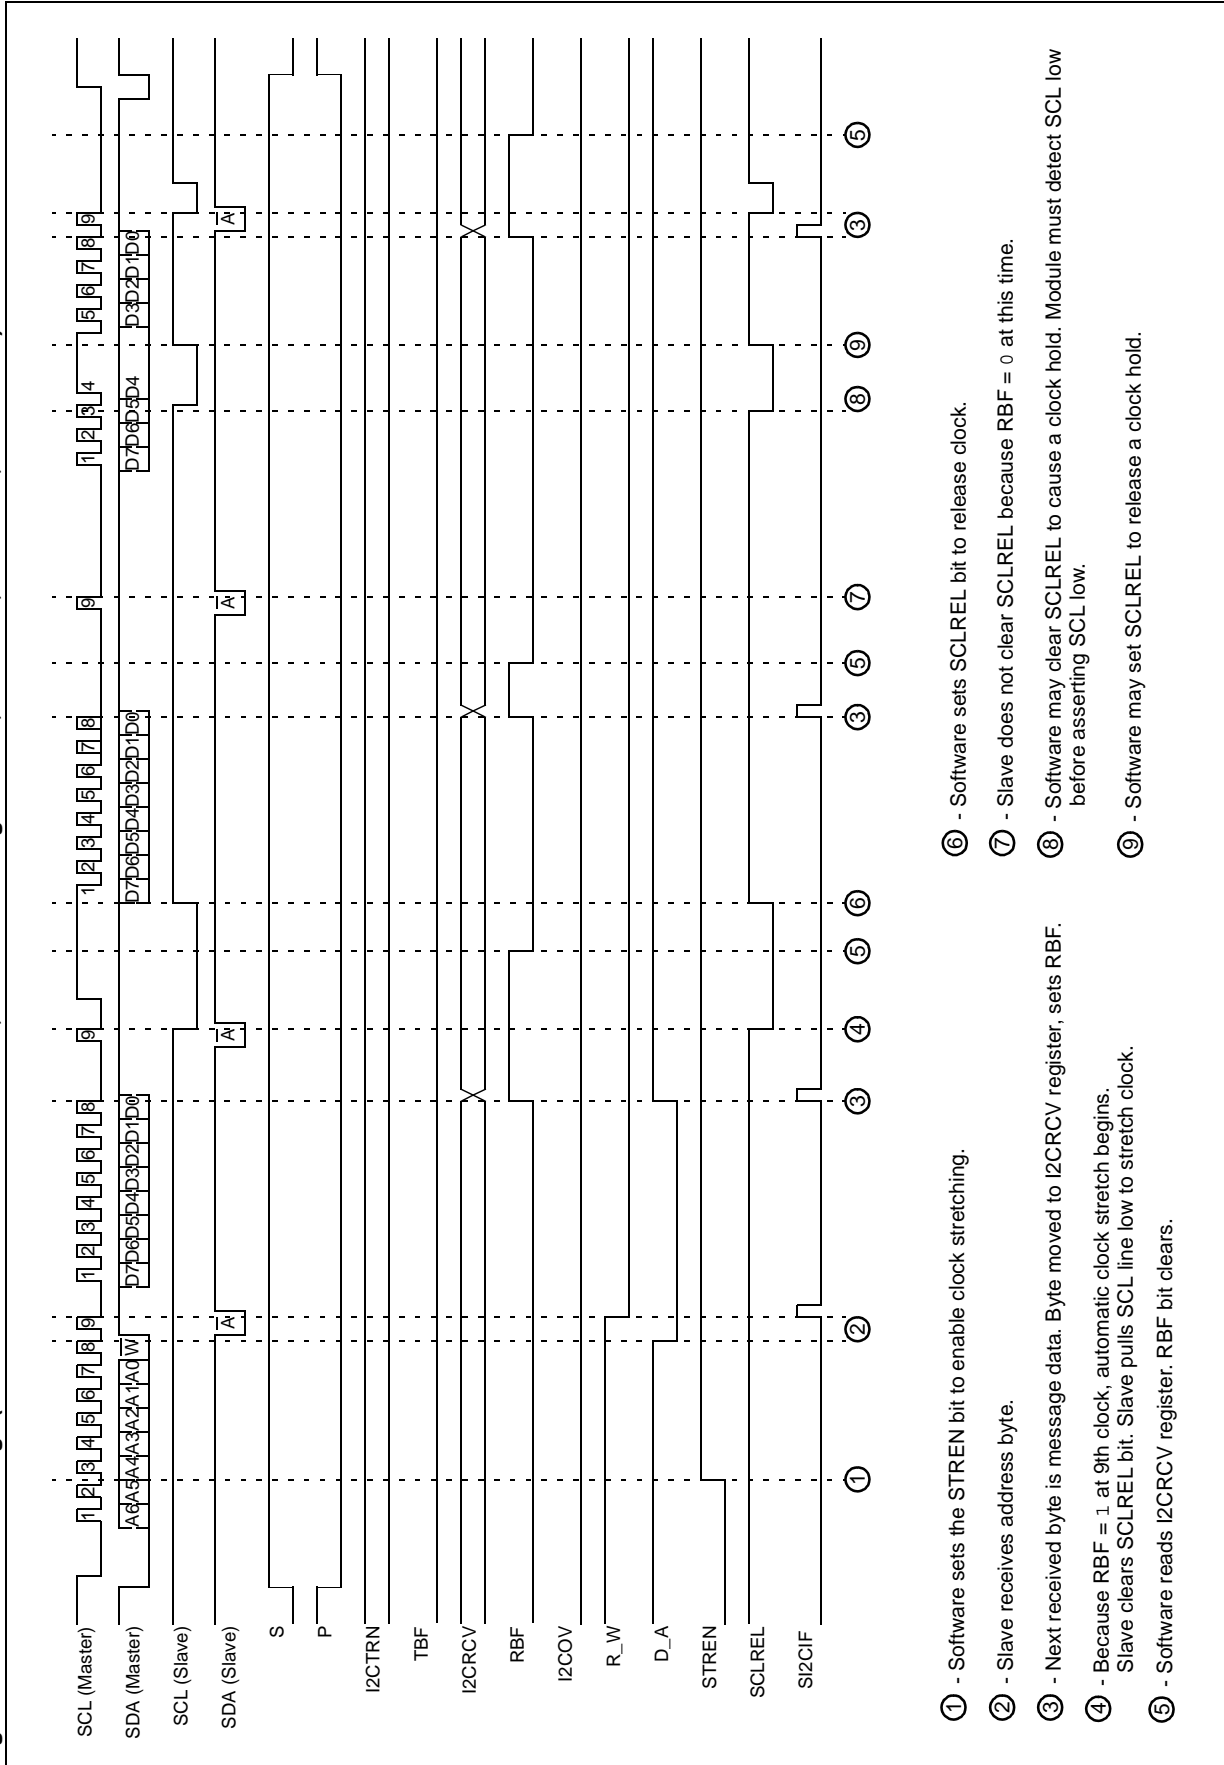 SCL (Master)
1 2 3 4 5 6 7 8 9 1 2 3 4 5 6 7 8 9 1 2 3 4 5 6 7 8 9 1 2 3 4 5 6 7 8 9
SDA (Master)
A6 A5 A4 A3 A2 A1 A0 W D7 D6 D5 D4 D3 D2 D1 D0 D7 D6 D5 D4 D3 D2 D1 D0 D7 D6 D5 D4 D3 D2 D1 D0
SCL (Slave)
SDA (Slave)
A A A A
S
P
I2CTRN
TBF
I2CRCV
RBF
I2COV
R_W
D_A
STREN
SCLREL
SI2CIF
1 2 3 4 5 6 3 5 7 8 9 3 5
1 - Software sets the STREN bit to enable clock stretching.
2 - Slave receives address byte.
3 - Next received byte is message data. Byte moved to I2CRCV register, sets RBF.
4 - Because RBF = 1 at 9th clock, automatic clock stretch begins.
Slave clears SCLREL bit. Slave pulls SCL line low to stretch clock.
5 - Software reads I2CRCV register. RBF bit clears.
6 - Software sets SCLREL bit to release clock.
7 - Slave does not clear SCLREL because RBF = 0 at this time.
8 - Software may clear SCLREL to cause a clock hold. Module must detect SCL low
before asserting SCL low.
9 - Software may set SCLREL to release a clock hold.